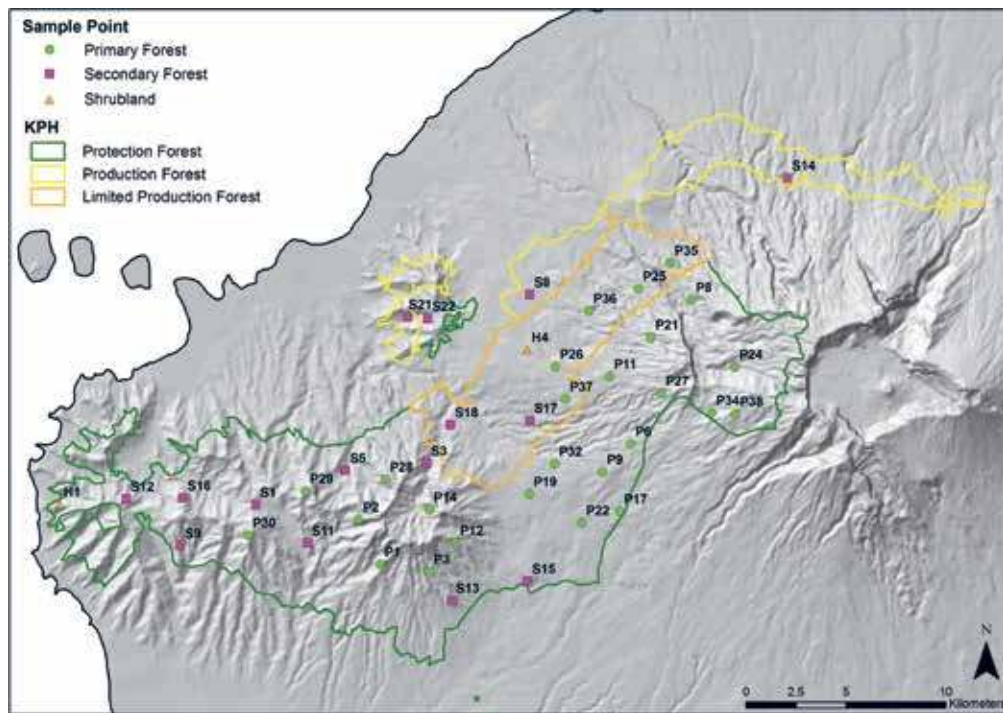 Sample Point
Primary Forest
Secondary Forest
Shrubland
KPH
Protection Forest
Production Forest
Limited Production Forest
S14
P35
P25
P8
S8
P36
S21
S22
P21
H4
P26
P24
P11
P37
P27
P34
P38
S17
S18
P6
S3
P32
S5
P28
P9
P29
P19
H1
S12
S16
S1
P14
P17
P2
P22
P30
S11
P12
S9
P1
P3
S15
S13
N
0 2.5 5 10
Kilometers